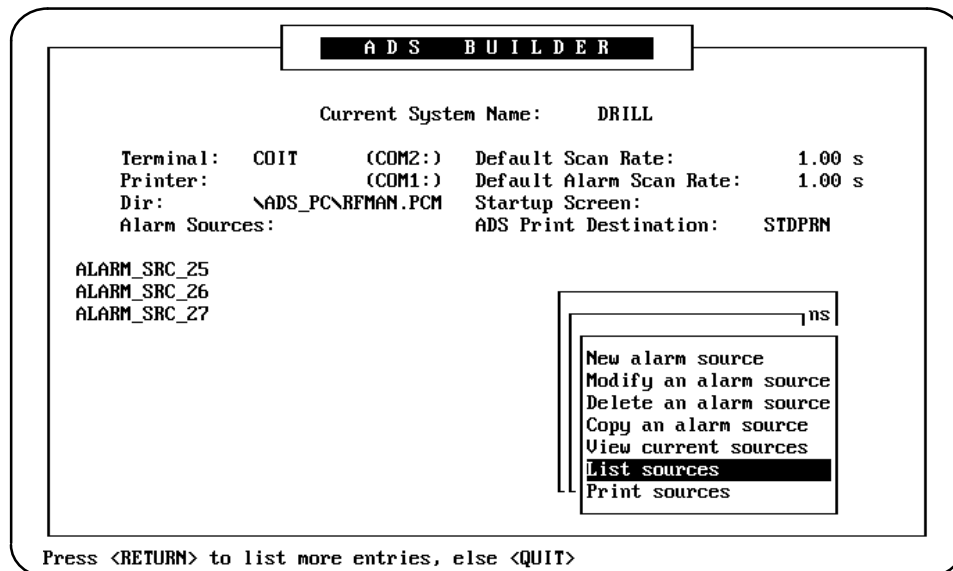 ADS BUILDER
Current System Name: DRILL
Terminal: COIT (COM2:) Default Scan Rate: 1.00 s
Printer: (COM1:) Default Alarm Scan Rate: 1.00 s
Dir: \ADS_PC\RFMAN.PCM Startup Screen:
Alarm Sources: ADS Print Destination: STDPRN
ALARM_SRC_25
ALARM_SRC_26
ALARM_SRC_27
ns
New alarm source
Modify an alarm source
Delete an alarm source
Copy an alarm source
View current sources
List sources
Print sources
Press <RETURN> to list more entries, else <QUIT>